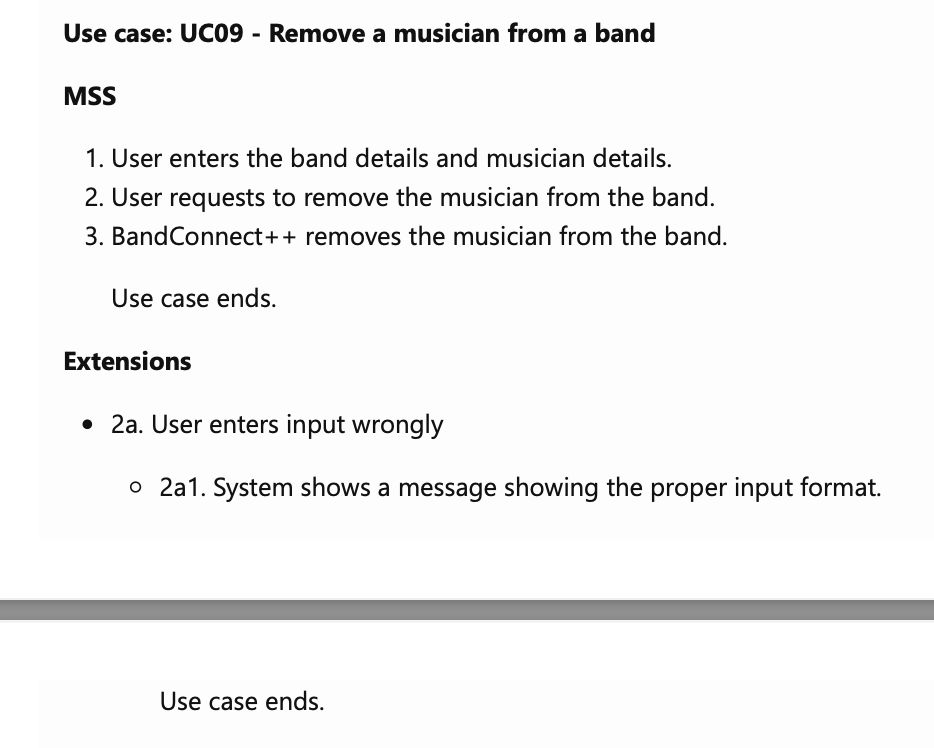 Use case: UC09 - Remove a musician from a band
MSS
1. User enters the band details and musician details.
2. User requests to remove the musician from the band.
3. BandConnect++ removes the musician from the band.
Use case ends.
Extensions
• 2a. User enters input wrongly
○ 2a1. System shows a message showing the proper input format.
Use case ends.